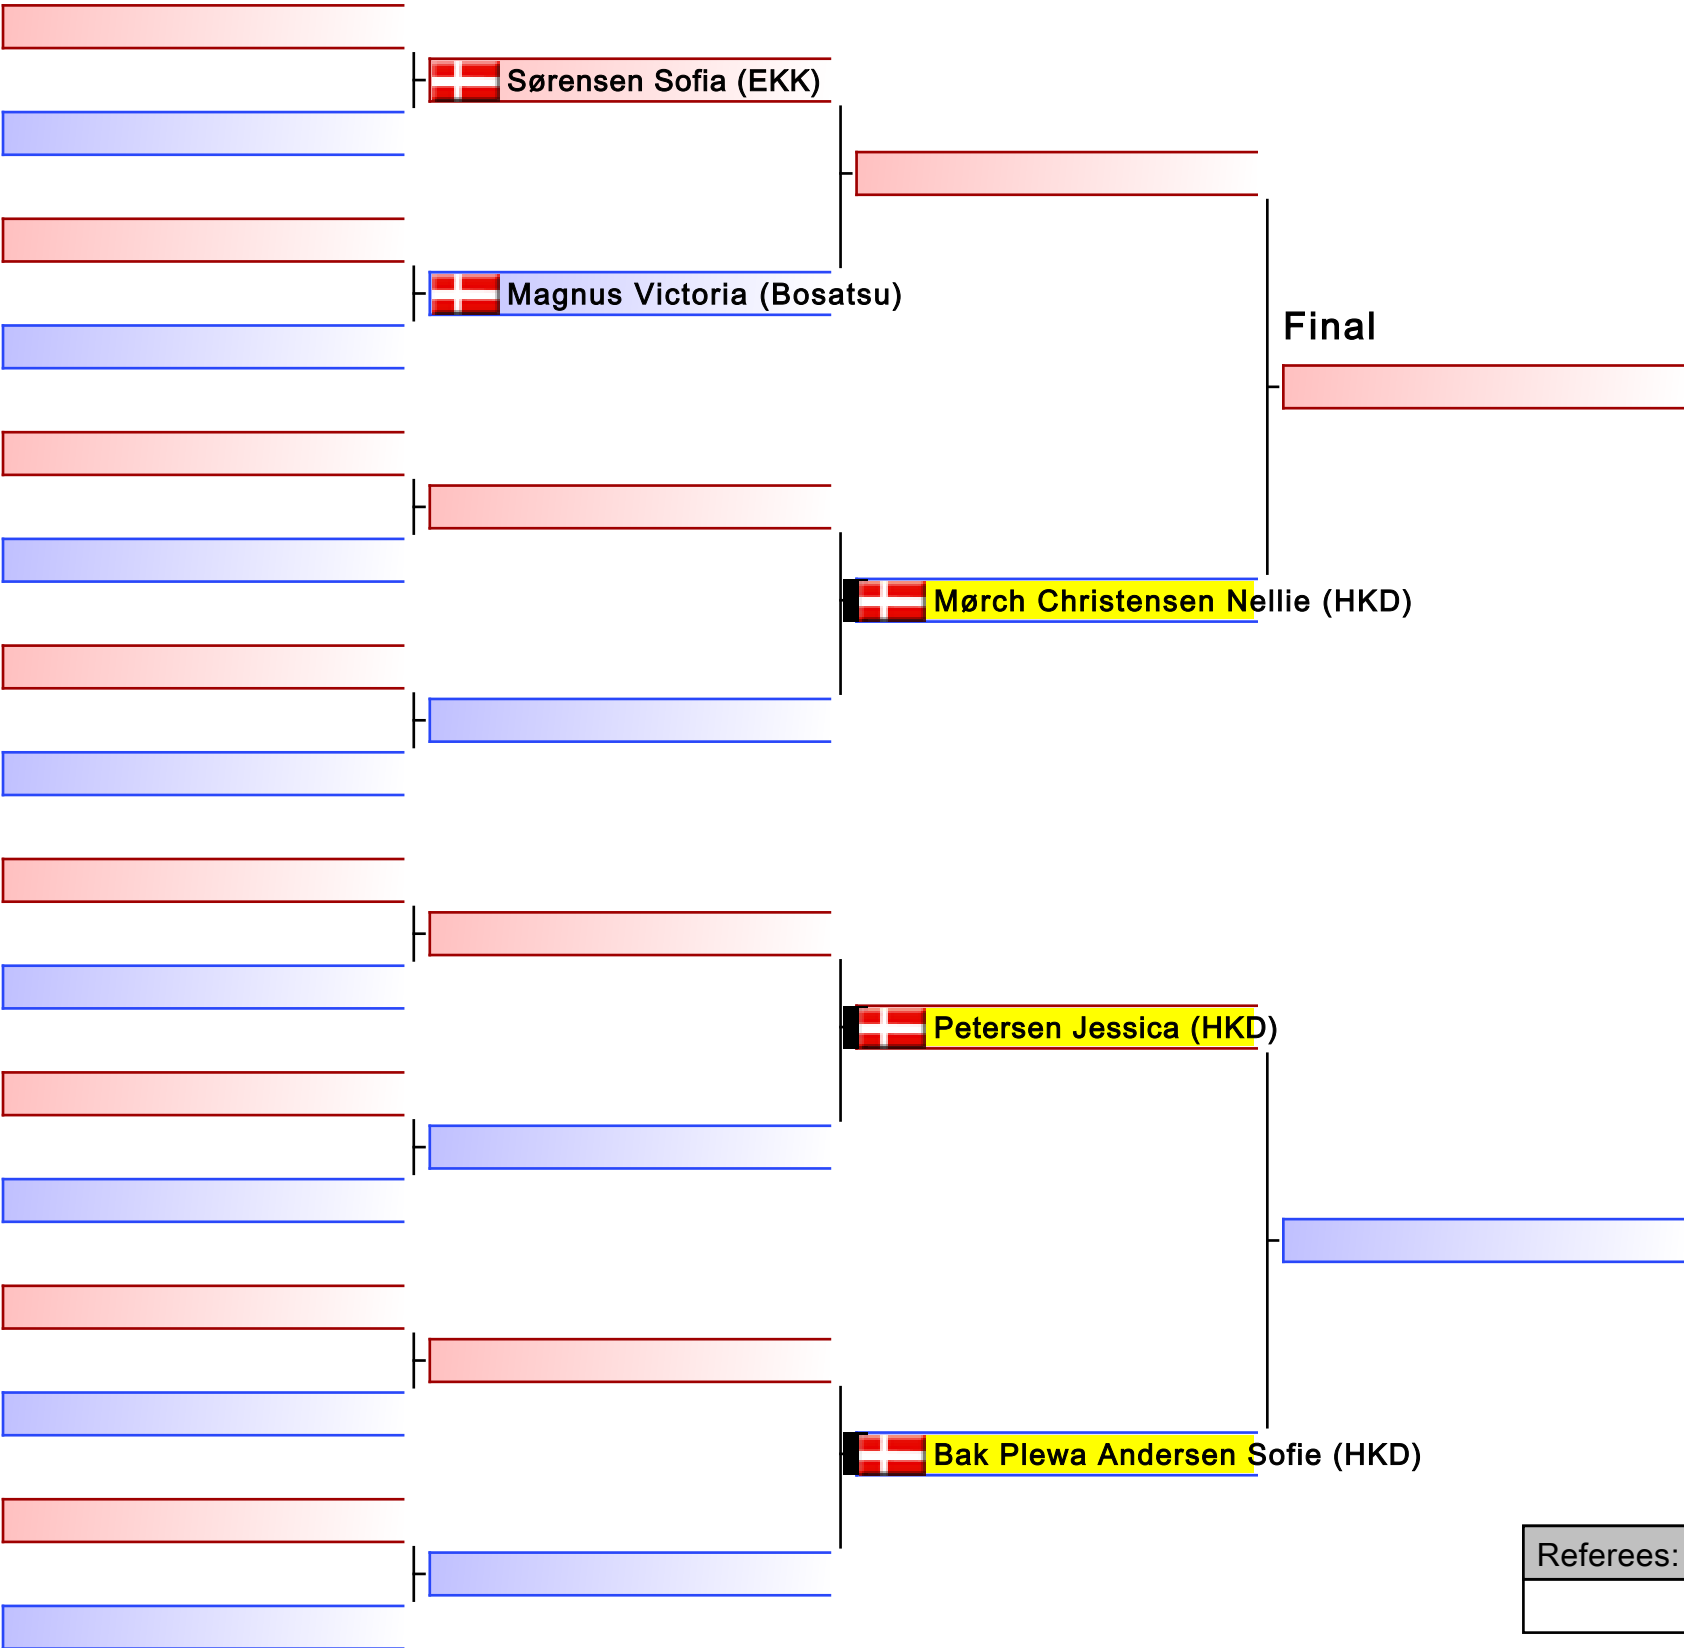 Sørensen Sofia (EKK)
Magnus Victoria (Bosatsu)
Final
Mørch Christensen Nellie (HKD)
Petersen Jessica (HKD)
Bak Plewa Andersen Sofie (HKD)
Referees: